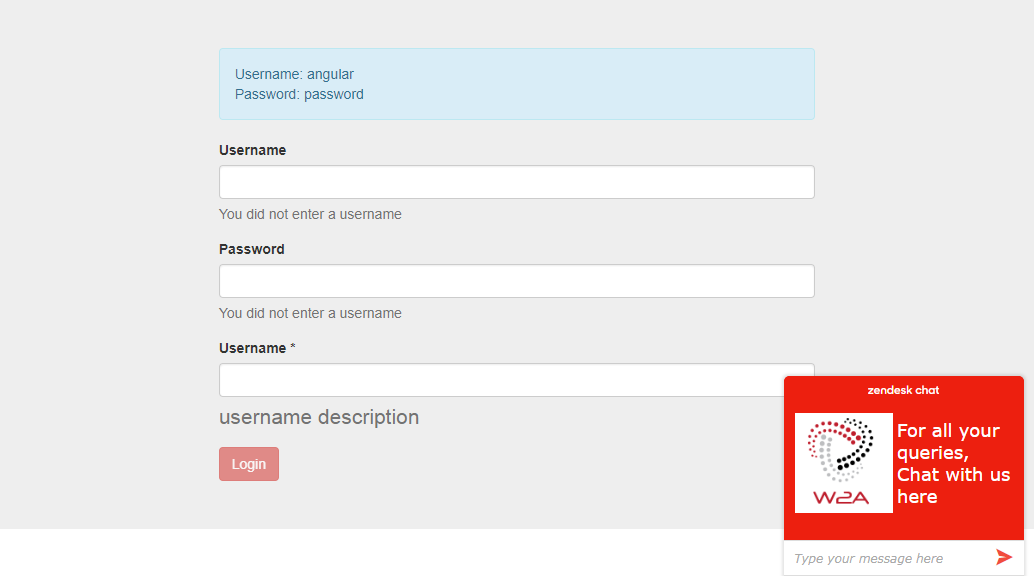 Username: angular
Password: password
Username
You did not enter a username
Password
You did not enter a username
Username *
username description
Login
zendesk chat
W2A
For all your
queries,
Chat with us
here
Type your message here